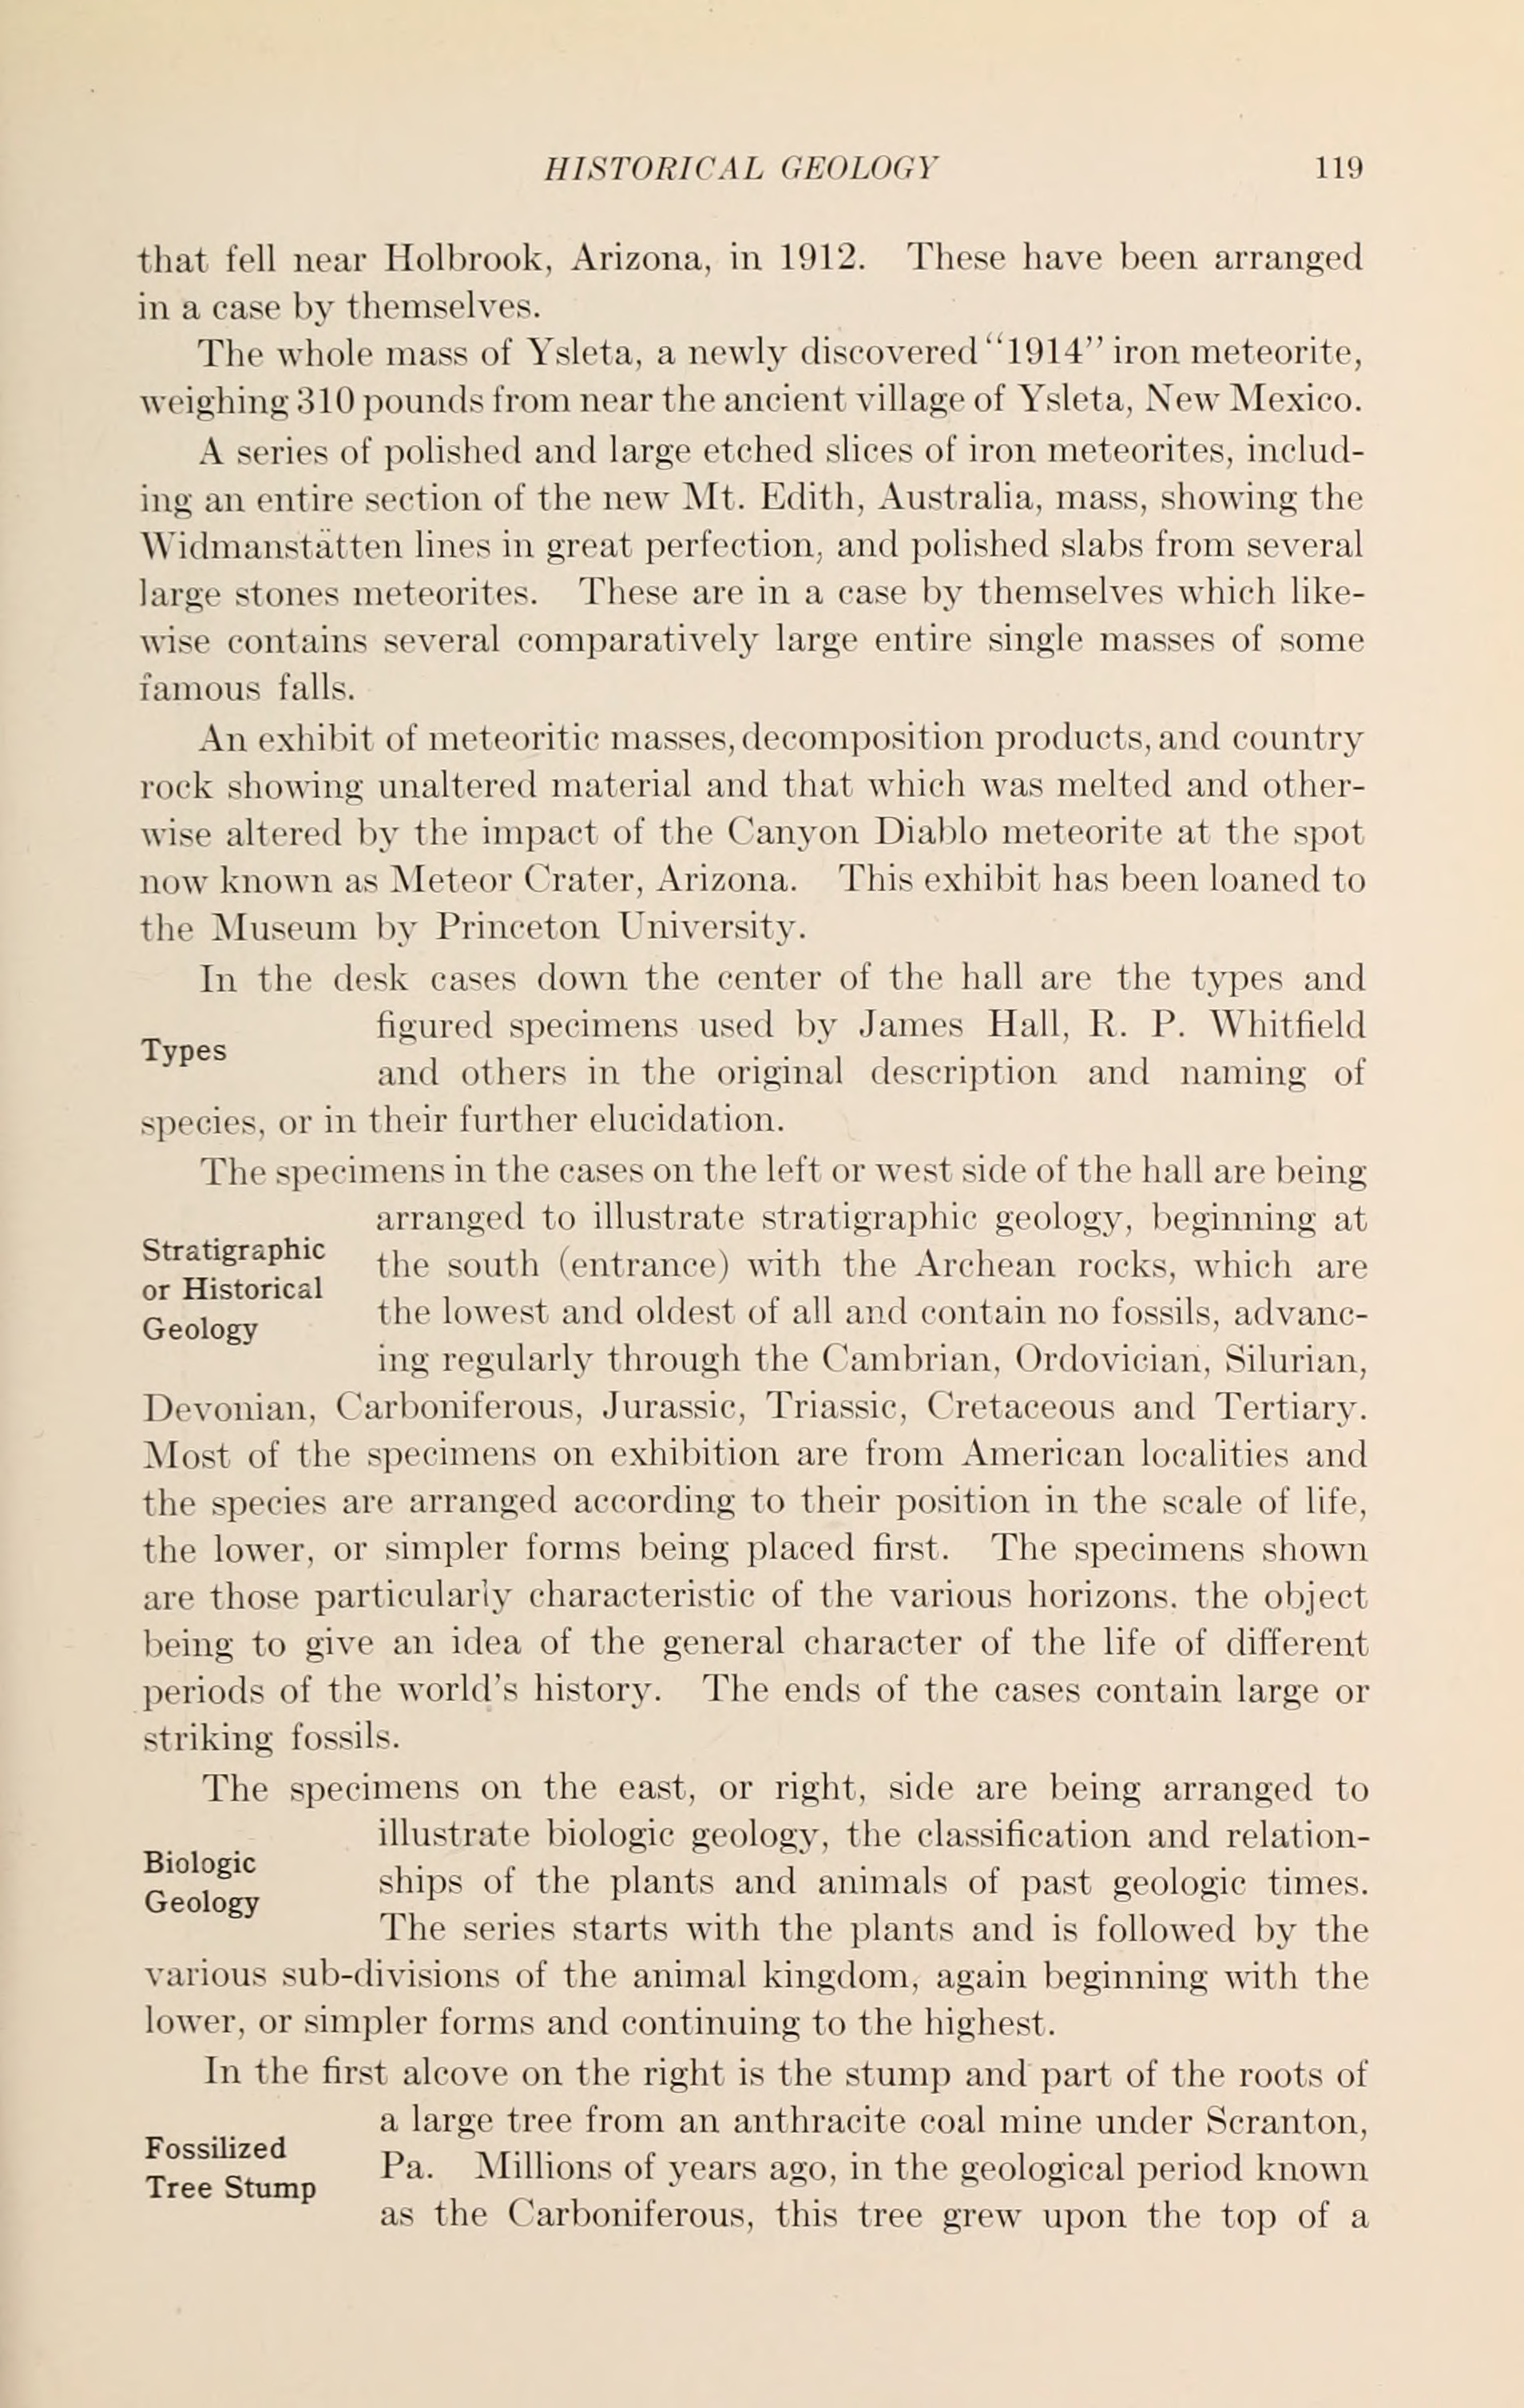 HISTORICAL GEOLOGY 119
that fell near Holbrook, Arizona, in 1912. These have been arranged
in a case by themselves.
The whole mass of Ysleta, a newly discovered “1914” iron meteorite,
weighing 310 pounds from near the ancient village of Ysleta, New Mexico.
A series of polished and large etched slices of iron meteorites, includ-
ing an entire section of the new Mt. Edith, Australia, mass, showing the
Widmanstätten lines in great perfection, and polished slabs from several
large stones meteorites. These are in a case by themselves which like-
wise contains several comparatively large entire single masses of some
famous falls.
An exhibit of meteoritic masses, decomposition products, and country
rock showing unaltered material and that which was melted and other-
wise altered by the impact of the Canyon Diablo meteorite at the spot
now known as Meteor Crater, Arizona. This exhibit has been loaned to
the Museum by Princeton University.
In the desk cases down the center of the hall are the types and
figured specimens used by James Hall, R. P. Whitfield
Types
and others in the original description and naming of
species, or in their further elucidation.
The specimens in the cases on the left or west side of the hall are being
arranged to illustrate stratigraphic geology, beginning at
Stratigraphic
the south (entrance) with the Archean rocks, which are
or Historical
the lowest and oldest of all and contain no fossils, advanc-
Geology
ing regularly through the Cambrian, Ordovician, Silurian,
Devonian, Carboniferous, Jurassic, Triassic, Cretaceous and Tertiary.
Most of the specimens on exhibition are from American localities and
the species are arranged according to their position in the scale of life,
the lower, or simpler forms being placed first. The specimens shown
are those particularly characteristic of the various horizons. the object
being to give an idea of the general character of the life of different
periods of the world's history. The ends of the cases contain large or
striking fossils.
The specimens on the east, or right, side are being arranged to
illustrate biologic geology, the classification and relation-
Biologic
ships of the plants and animals of past geologic times.
Geology
The series starts with the plants and is followed by the
various sub-divisions of the animal kingdom, again beginning with the
lower, or simpler forms and continuing to the highest.
In the first alcove on the right is the stump and part of the roots of
a large tree from an anthracite coal mine under Scranton,
Fossilized
Pa. Millions of years ago, in the geological period known
Tree Stump
as the Carboniferous, this tree grew upon the top of a